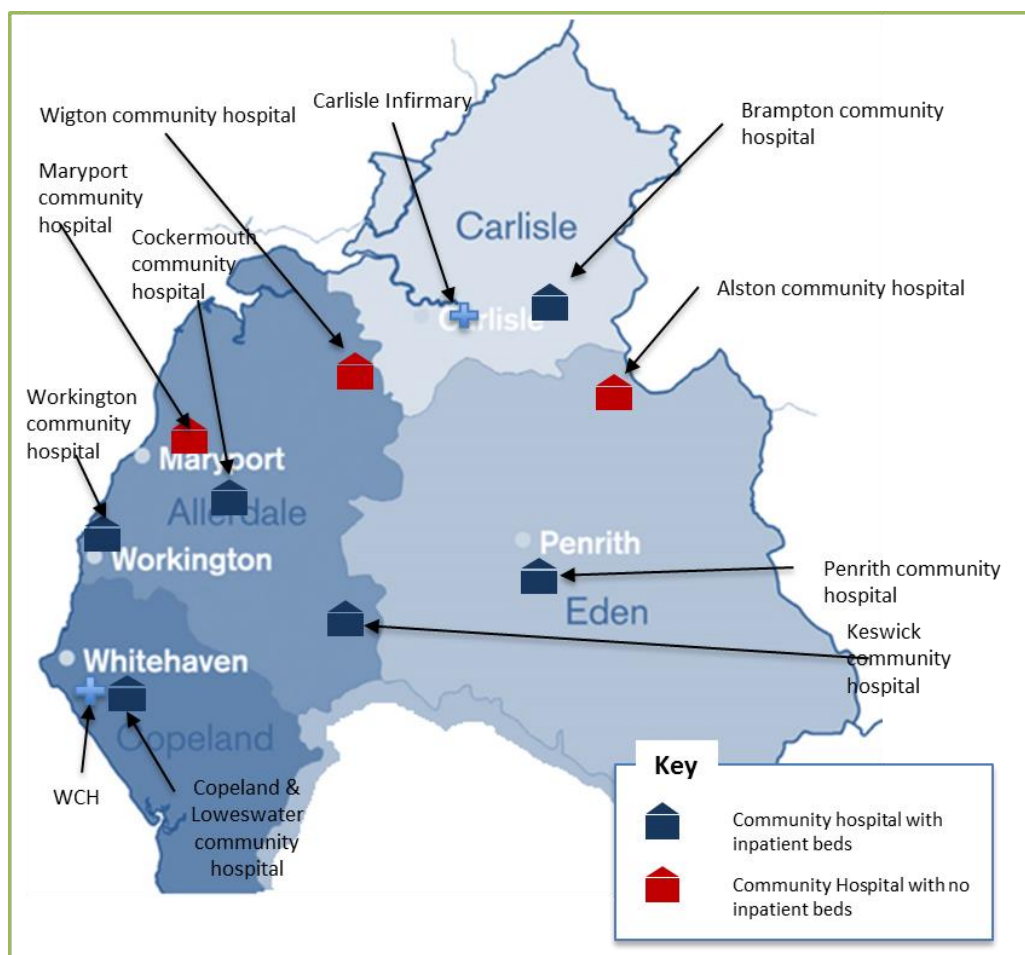 Wigton community hospital
Carlisle Infirmary
Brampton community
hospital
Maryport
community
hospital
Cockermouth
community
hospital
Carlisle
Carlisle
Alston community hospital
Workington
community
hospital
Maryport
Allerdale
Workington
Penrith
Eden
Penrith community
hospital
Keswick
community
hospital
Whitehaven
Copeland
WCH
Copeland &
Loweswater
community
hospital
Key
Community hospital with
inpatient beds
Community Hospital with no
inpatient beds